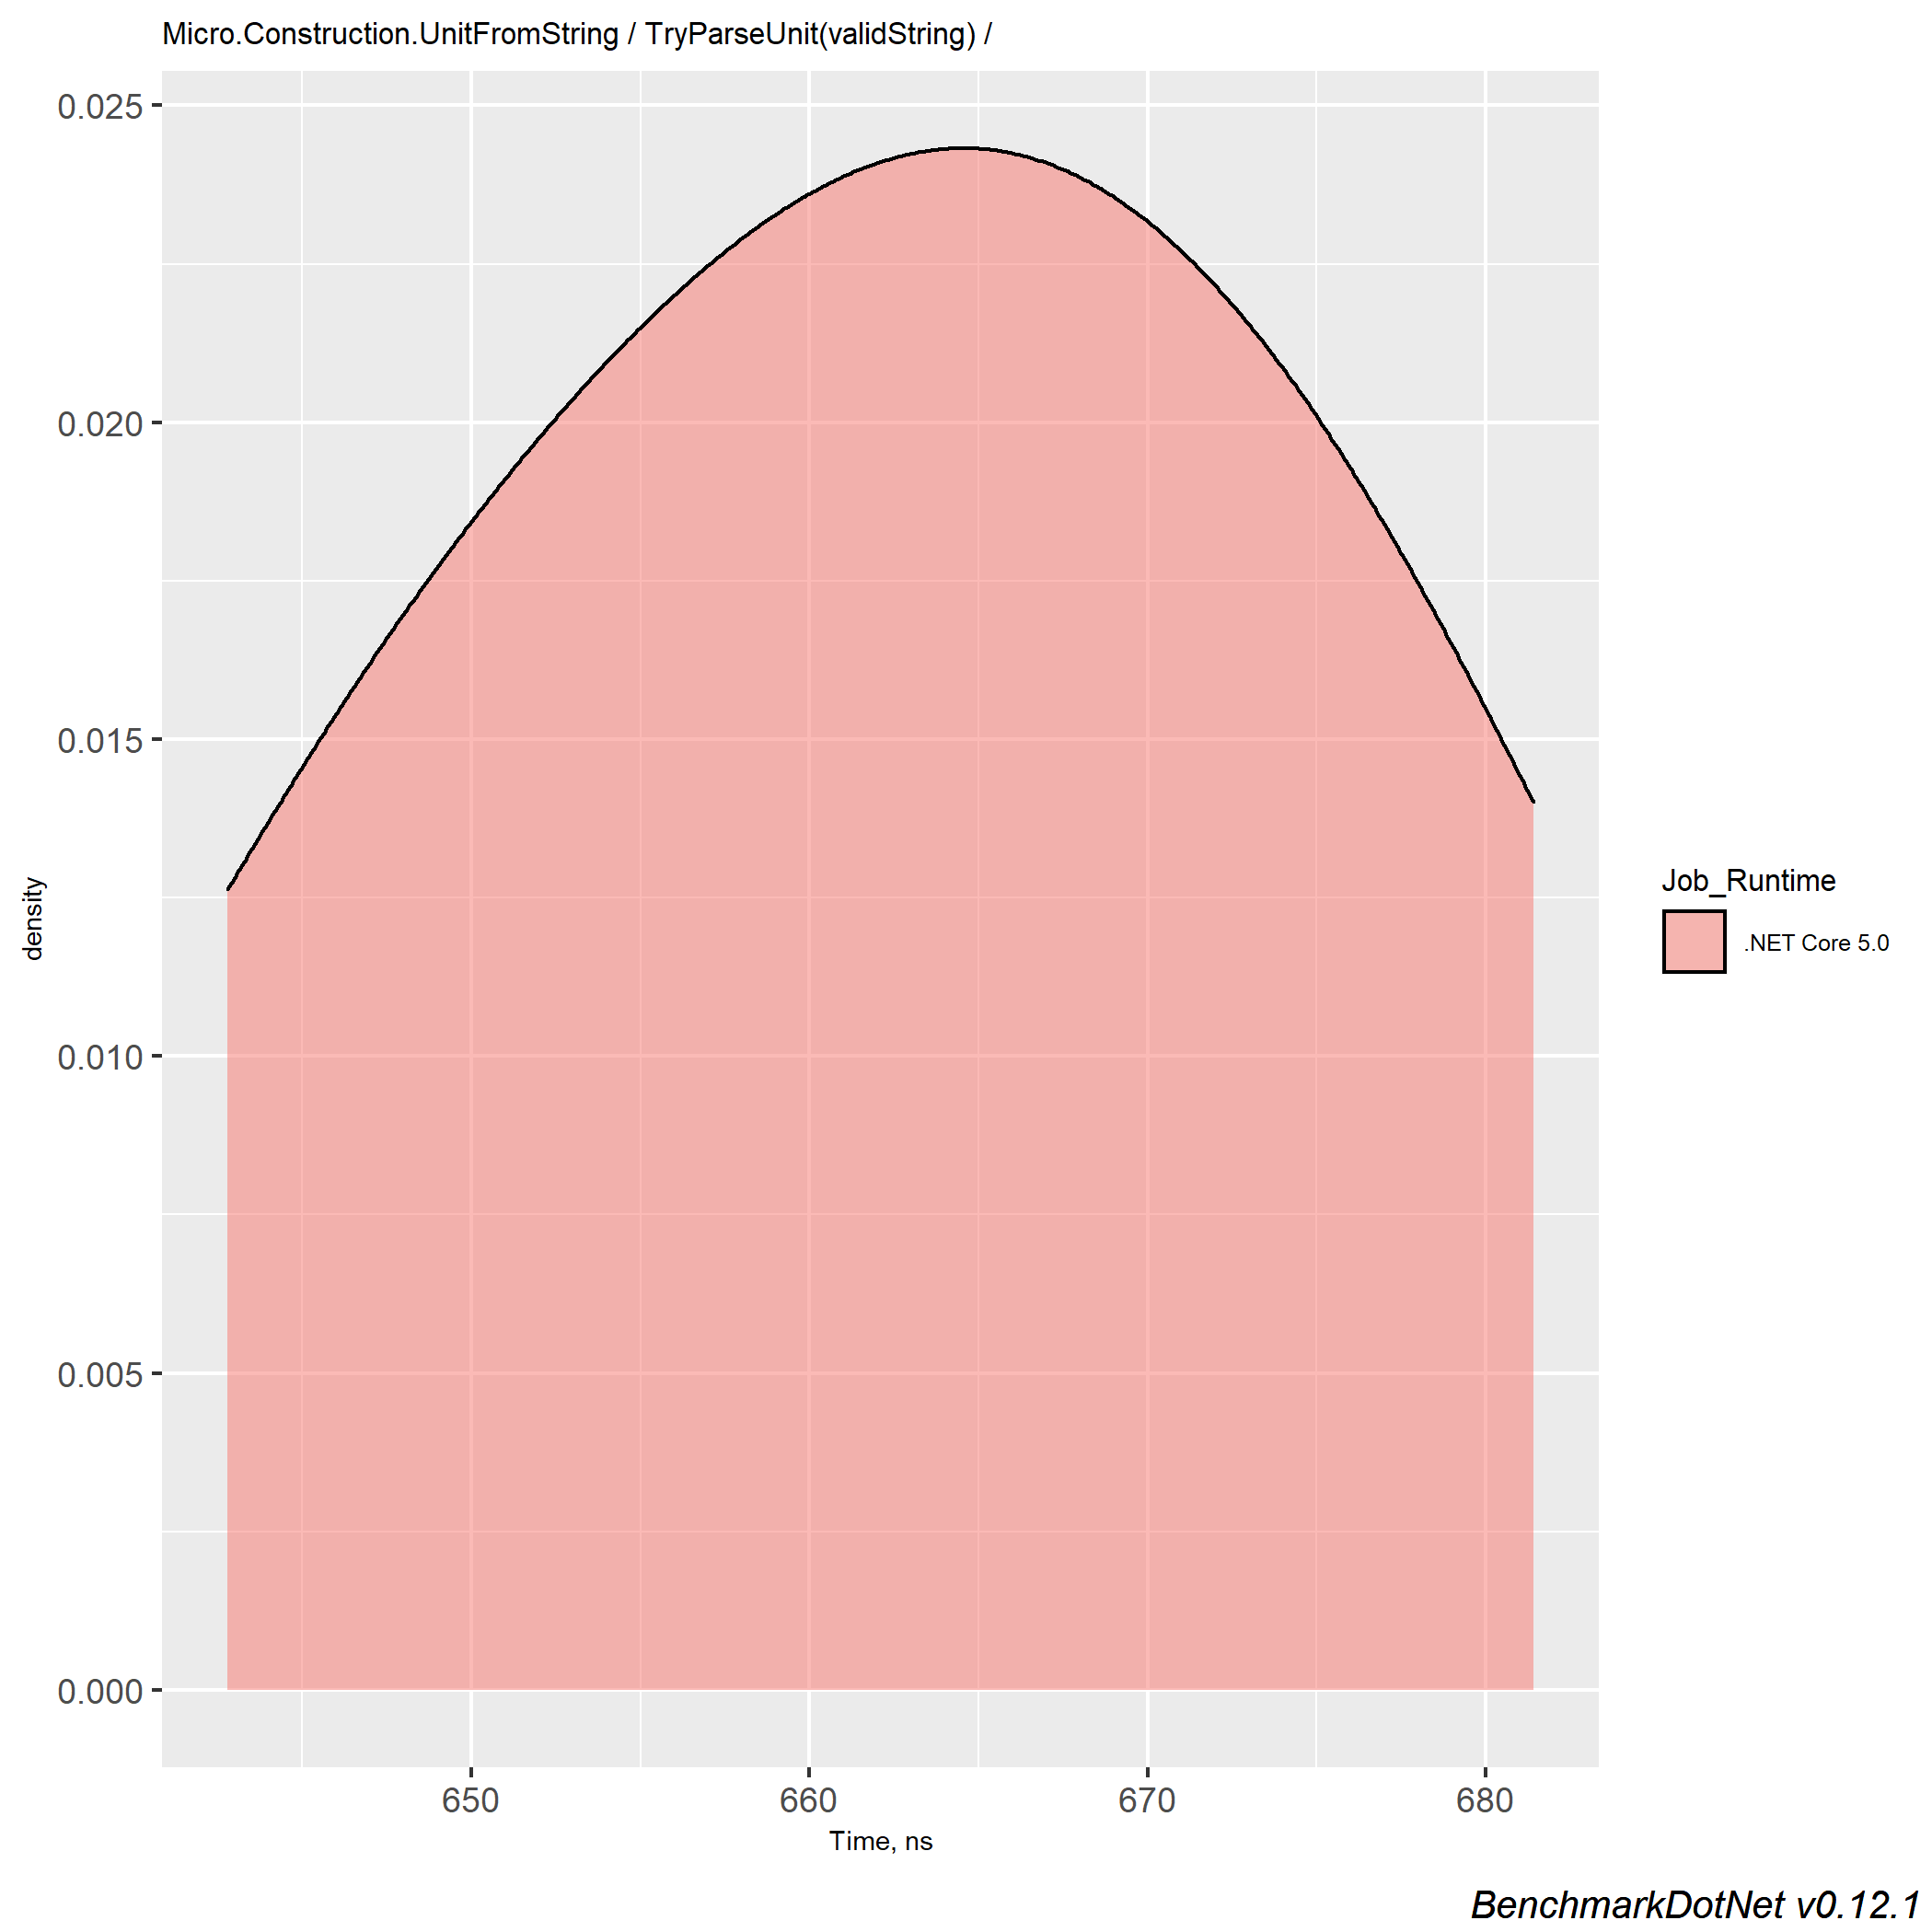 Micro.Construction.UnitFromString / TryParseUnit(validString) /
0.025
0.020
0.015
0.010
0.005
0.000
density
650 660 670 680
Time, ns
Job_Runtime
.NET Core 5.0
BenchmarkDotNet v0.12.1